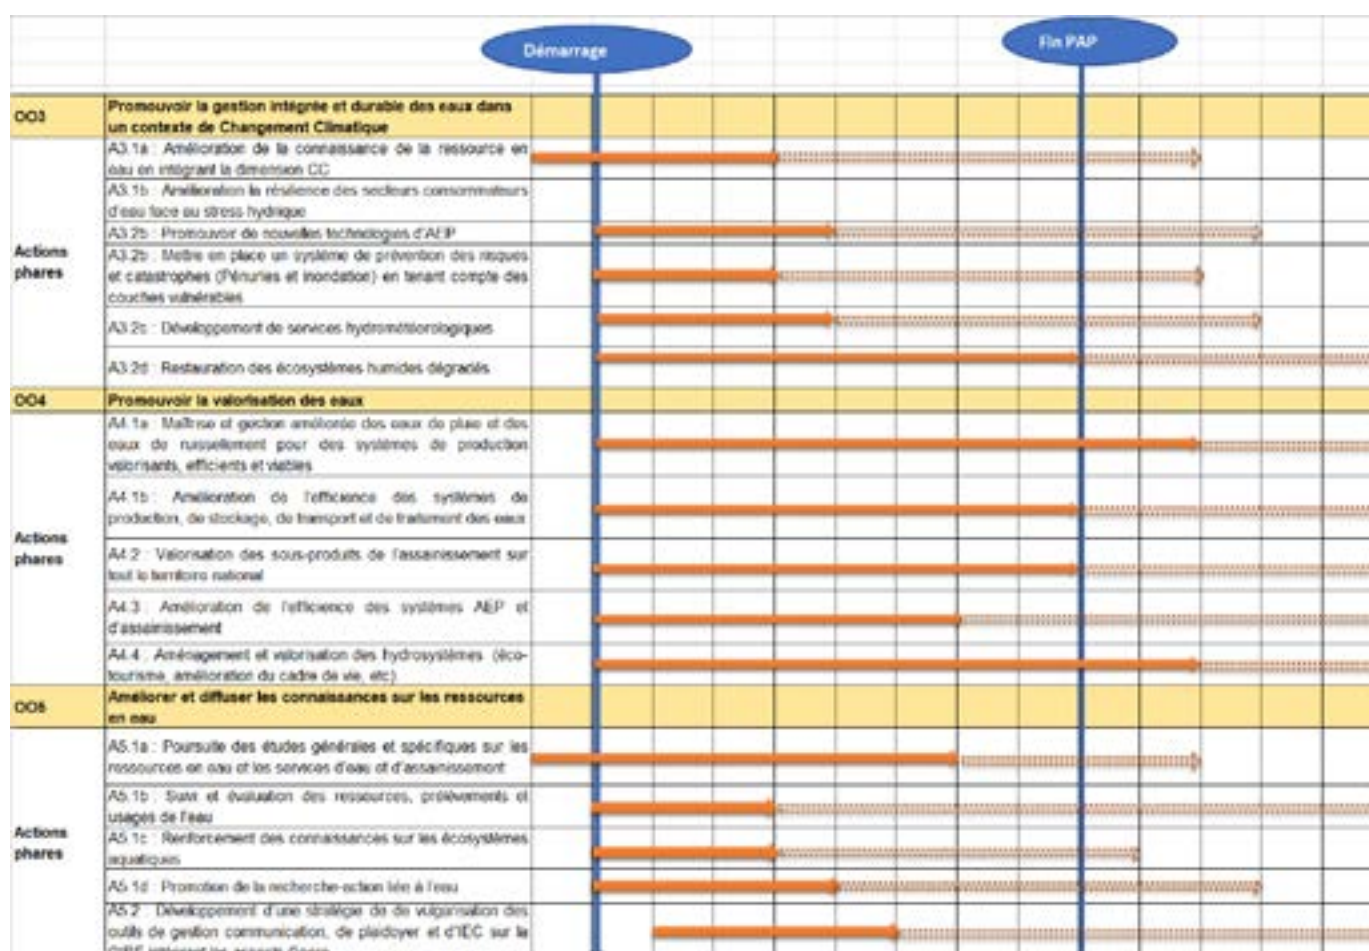 Démarrage
Fin PAP
OO3
Promouvoir la gestion intégrée et durable des eaux dans
un contexte de Changement Climatique
A3.1a : Amélioration de la connaissance de la ressource en
eau en intégrant la dimension CC
A3.1b : Amélioration la résilience des secteurs consommateurs
d'eau face au stress hydrique
A3.2b : Promouvoir de nouvelles technologies d'AEP
Actions
phares
A3.2b : Mettre en place un système de prévention des risques
et catastrophes (Pénuries et inondation) en tenant compte des
couches vulnérables
A3.2c : Développement de services hydrométéorologiques
A3.2d : Restauration des écosystèmes humides dégradés
OO4
Promouvoir la valorisation des eaux
A4.1a : Maîtrise et gestion améliorée des eaux de pluie et des
eaux de ruissellement pour des systèmes de production
valorisants, efficients et viables
A4.1b : Amélioration de l'efficience des systèmes de
production, de stockage, de transport et de traitement des eaux
Actions
phares
A4.2 : Valorisation des sous-produits de l'assainissement sur
tout le territoire national
A4.3 : Amélioration de l'efficience des systèmes AEP et
d'assainissement
A4.4 : Aménagement et valorisation des hydrosystèmes (éco-
tourisme, amélioration du cadre de vie, etc)
OO5
Améliorer et diffuser les connaissances sur les ressources
en eau
A5.1a : Poursuite des études générales et spécifiques sur les
ressources en eau et les services d'eau et d'assainissement
A5.1b : Suivi et évaluation des ressources, prélèvements et
usages de l'eau
Actions
phares
A5.1c : Renforcement des connaissances sur les écosystèmes
aquatiques
A5.1d : Promotion de la recherche-action liée à l'eau
A5.2 : Développement d'une stratégie de de vulgarisation des
outils de gestion communication, de plaidoyer et d'IEC sur la